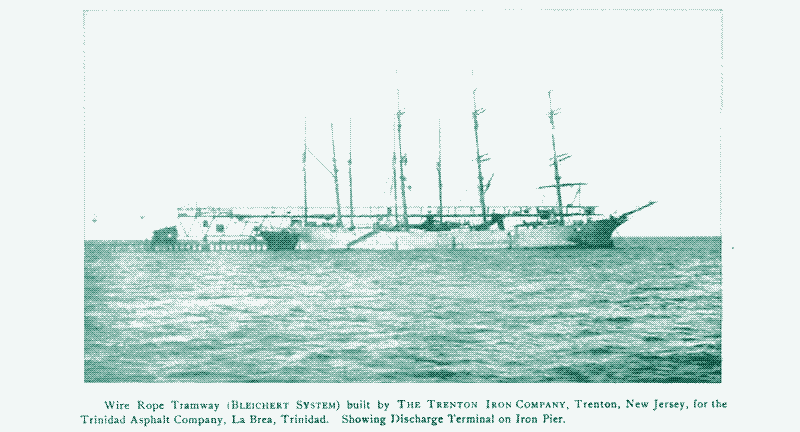 Wire Rope Tramway (BLEICHERT SYSTEM) built by THE TRENTON IRON COMPANY, Trenton, New Jersey, for the
Trinidad Asphalt Company, La Brea, Trinidad. Showing Discharge Terminal on Iron Pier.